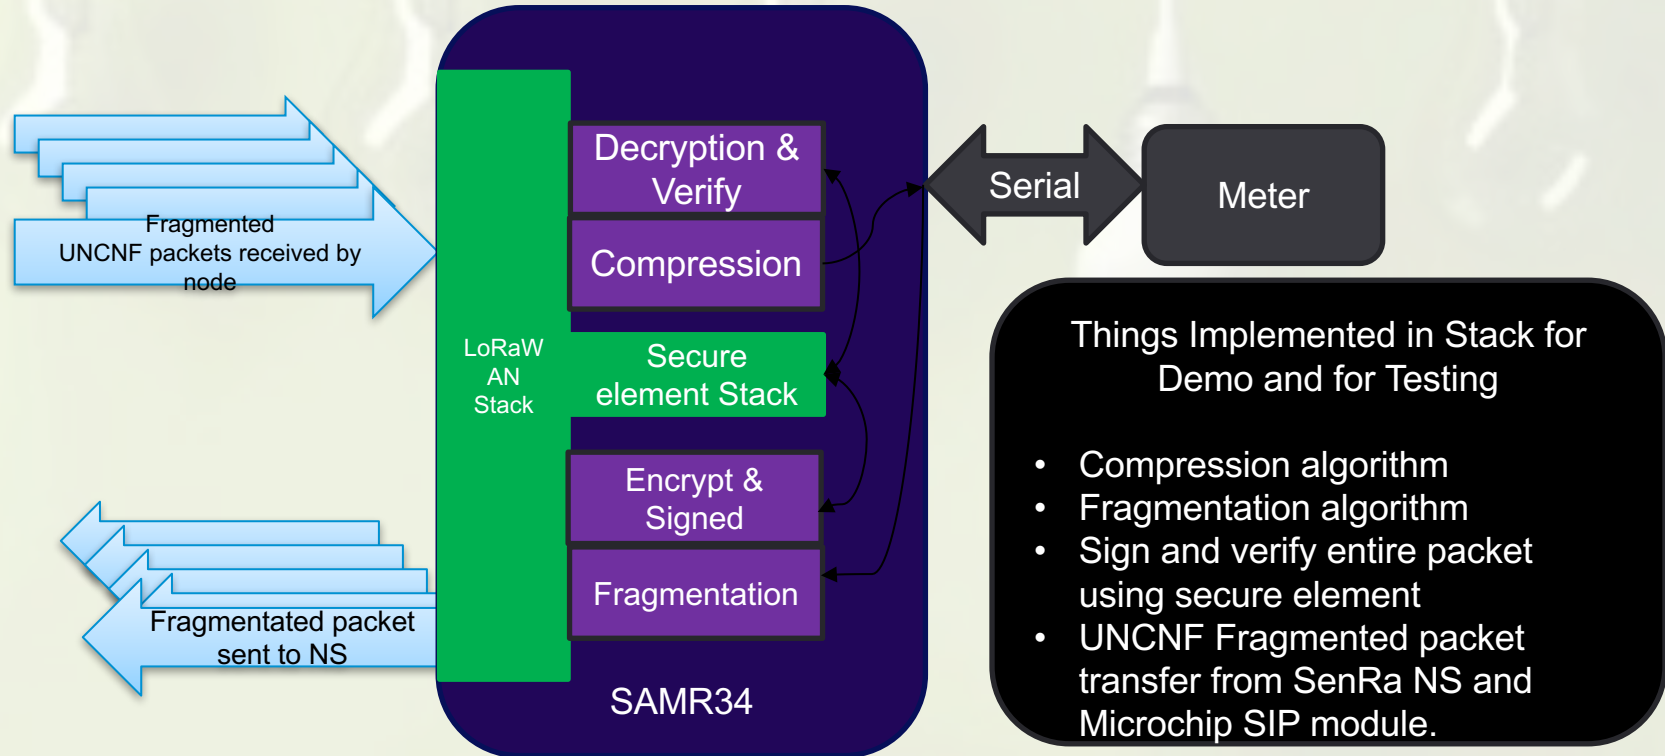 Fragmented
UNCNF packets received by
node
Decryption &
Verify
Compression
LoRaW
AN
Stack
Secure
element Stack
Encrypt &
Signed
Fragmentation
Fragmentated packet
sent to NS
SAMR34
Serial
Meter
Things Implemented in Stack for
Demo and for Testing
• Compression algorithm
• Fragmentation algorithm
• Sign and verify entire packet
using secure element
• UNCNF Fragmented packet
transfer from SenRa NS and
Microchip SIP module.